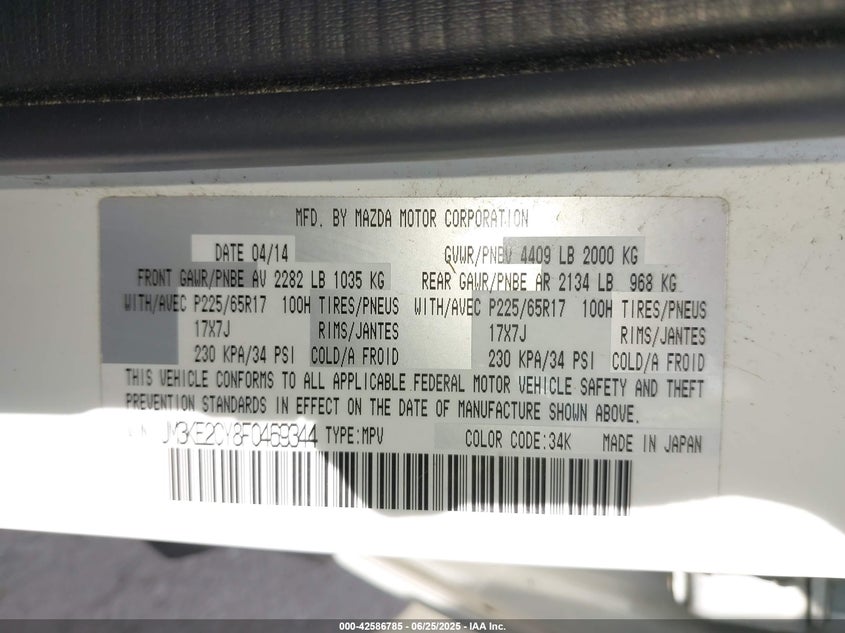 MFD. BY MAZDA MOTOR CORPORATION
DATE 04/14 GVWR/PNBV 4409 LB 2000 KG
FRONT GAWR/PNBE AV 2282 LB 1035 KG REAR GAWR/PNBE AR 2134 LB 968 KG
WITH/AVEC P225/65R17 100H TIRES/PNEUS WITH/AVEC P225/65R17 100H TIRES/PNEUS
17X7J RIMS/JANTES 17X7J RIMS/JANTES
230 KPA/34 PSI COLD/A FROID 230 KPA/34 PSI COLD/A FROID
THIS VEHICLE CONFORMS TO ALL APPLICABLE FEDERAL MOTOR VEHICLE SAFETY AND THEFT
PREVENTION STANDARDS IN EFFECT ON THE DATE OF MANUFACTURE SHOWN ABOVE.
JM3KE2CY8F0469344 TYPE:MPV COLOR CODE:34K MADE IN JAPAN
000-42586785 - 06/25/2025 - IAA Inc.